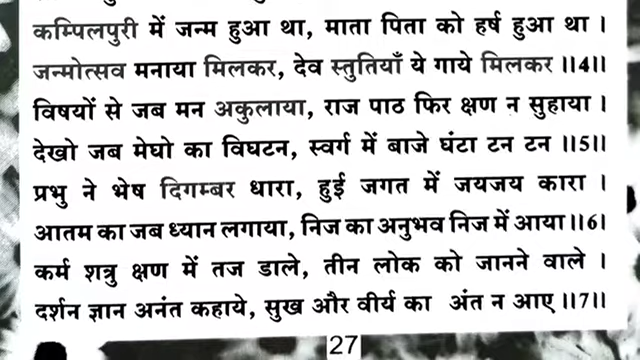 कम्पिलपुरी में जन्म हुआ था, माता पिता को हर्ष हुआ था ।
जन्मोत्सव मनाया मिलकर, देव स्तुतियाँ ये गाये मिलकर ॥4॥
विषयों से जब मन अकुलाया, राज पाठ फिर क्षण न सुहाया ।
देखो जब मेघो का विघटन, स्वर्ग में बाजे घंटा टन टन ॥5॥
प्रभु ने भेष दिगम्बर धारा, हुई जगत में जयजय कारा ।
आतम का जब ध्यान लगाया, निज का अनुभव निज में आया॥6॥
कर्म शत्रु क्षण में तज डाले, तीन लोक को जानने वाले ।
दर्शन ज्ञान अनंत कहाये, सुख और वीर्य का अंत न आए ॥7॥
27